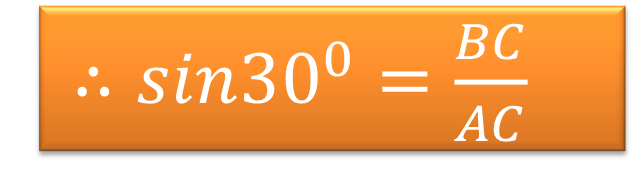 ∴ sin30⁰ = BC/AC